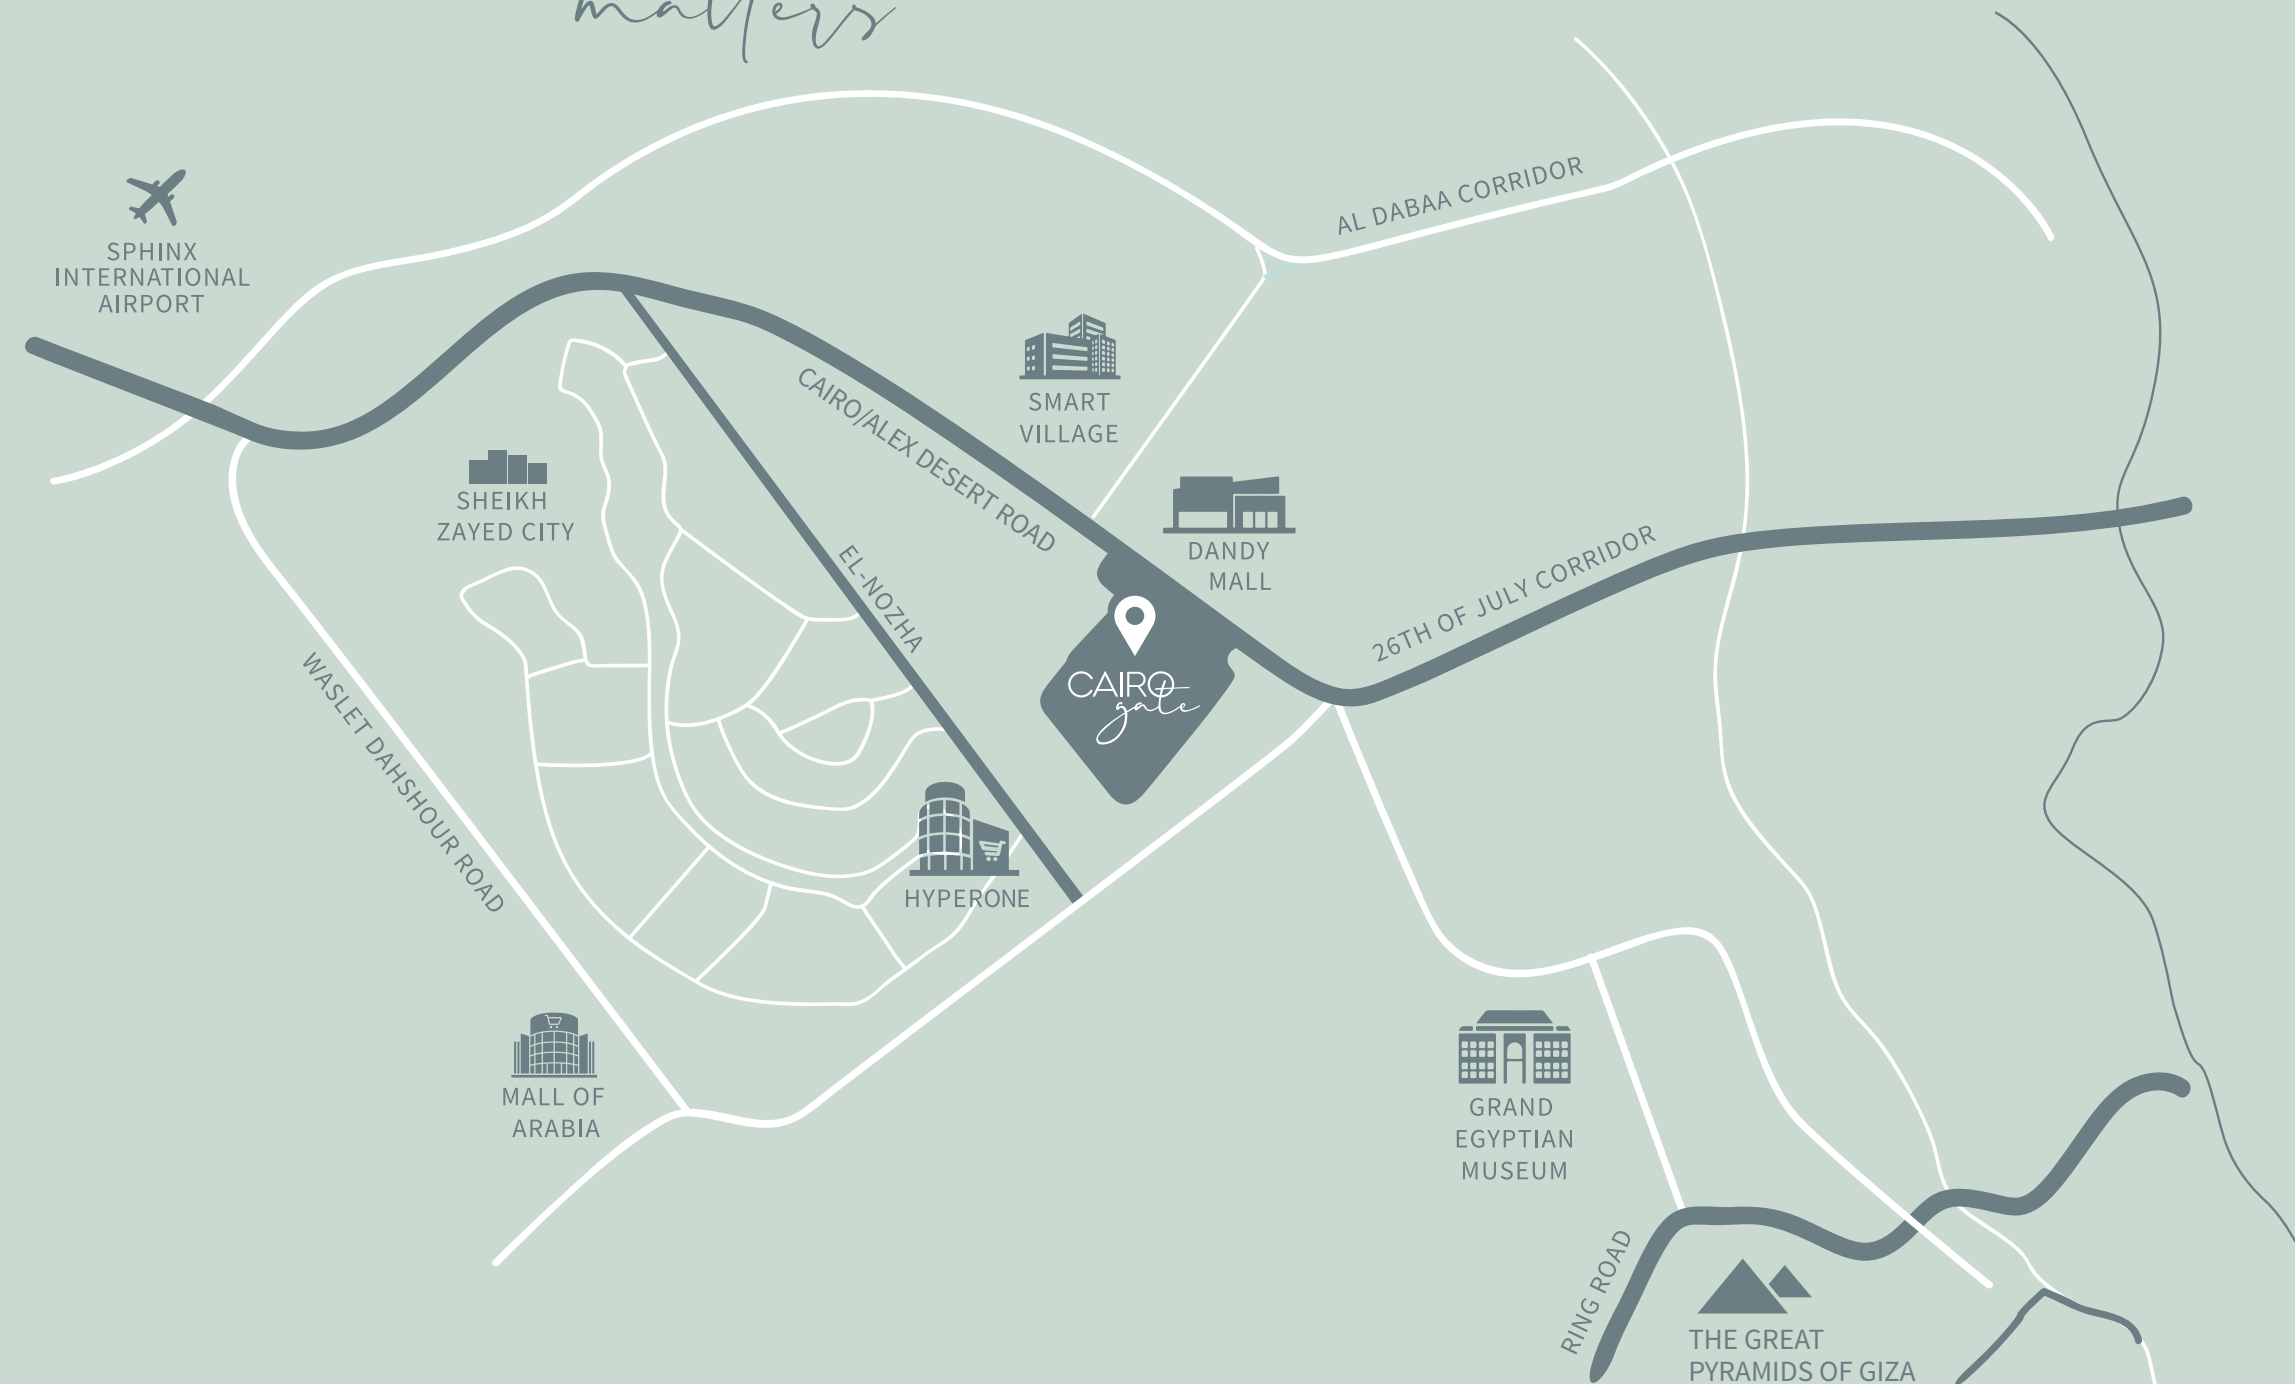 matters
AL DABAA CORRIDOR
SPHINX
INTERNATIONAL
AIRPORT
CAIRO/ALEX DESERT ROAD
SMART
VILLAGE
SHEIKH
ZAYED CITY
DANDY
MALL
EL-NOZHA
26TH OF JULY CORRIDOR
CAIRO
gate
WASLET DAHSHOUR ROAD
HYPERONE
MALL OF
ARABIA
GRAND
EGYPTIAN
MUSEUM
RING ROAD
THE GREAT
PYRAMIDS OF GIZA